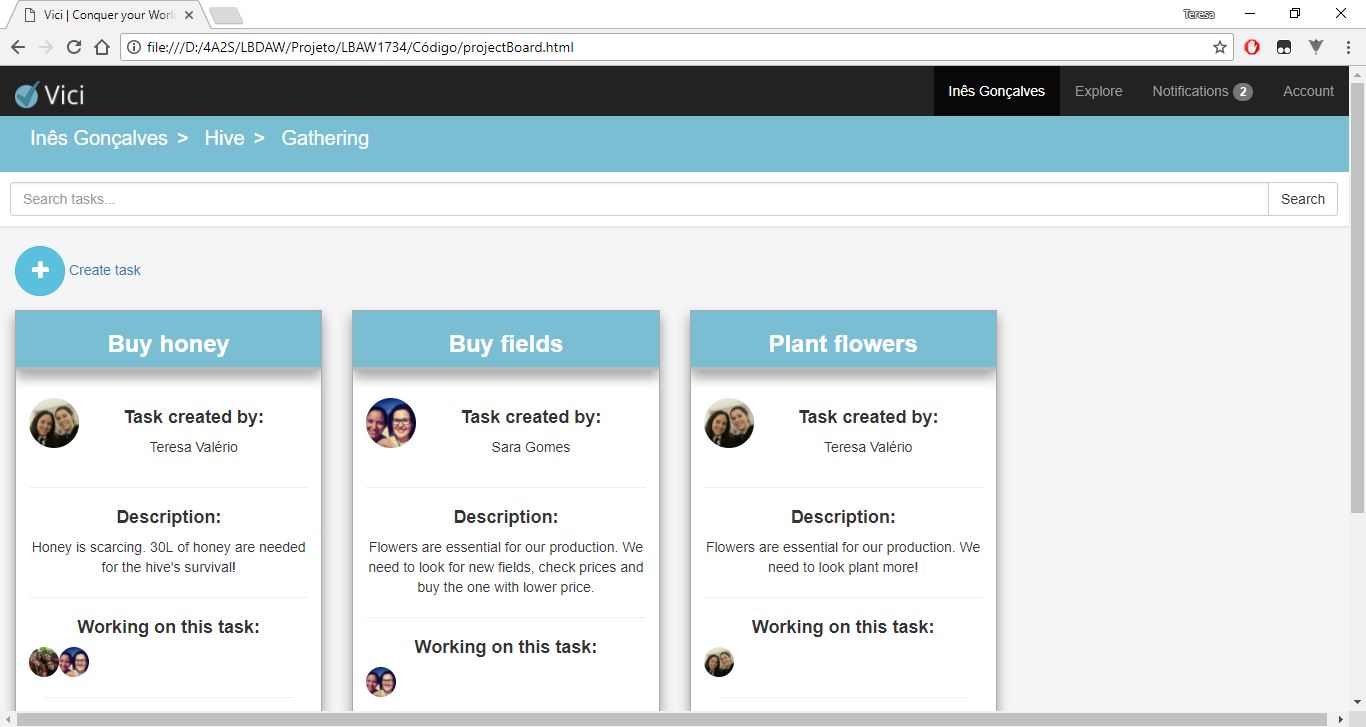 Vici | Conquer your Worl
Teresa
file:///D:/4A2S/LBDAW/Projeto/LBAW1734/Código/projectBoard.html
Vici
Inês Gonçalves
Explore
Notifications 2
Account
Inês Gonçalves > Hive > Gathering
Search tasks...
Search
Create task
Buy honey
Task created by:
Teresa Valério
Description:
Honey is scarcing. 30L of honey are needed
for the hive's survival!
Working on this task:
Buy fields
Task created by:
Sara Gomes
Description:
Flowers are essential for our production. We
need to look for new fields, check prices and
buy the one with lower price.
Working on this task:
Plant flowers
Task created by:
Teresa Valério
Description:
Flowers are essential for our production. We
need to look plant more!
Working on this task: